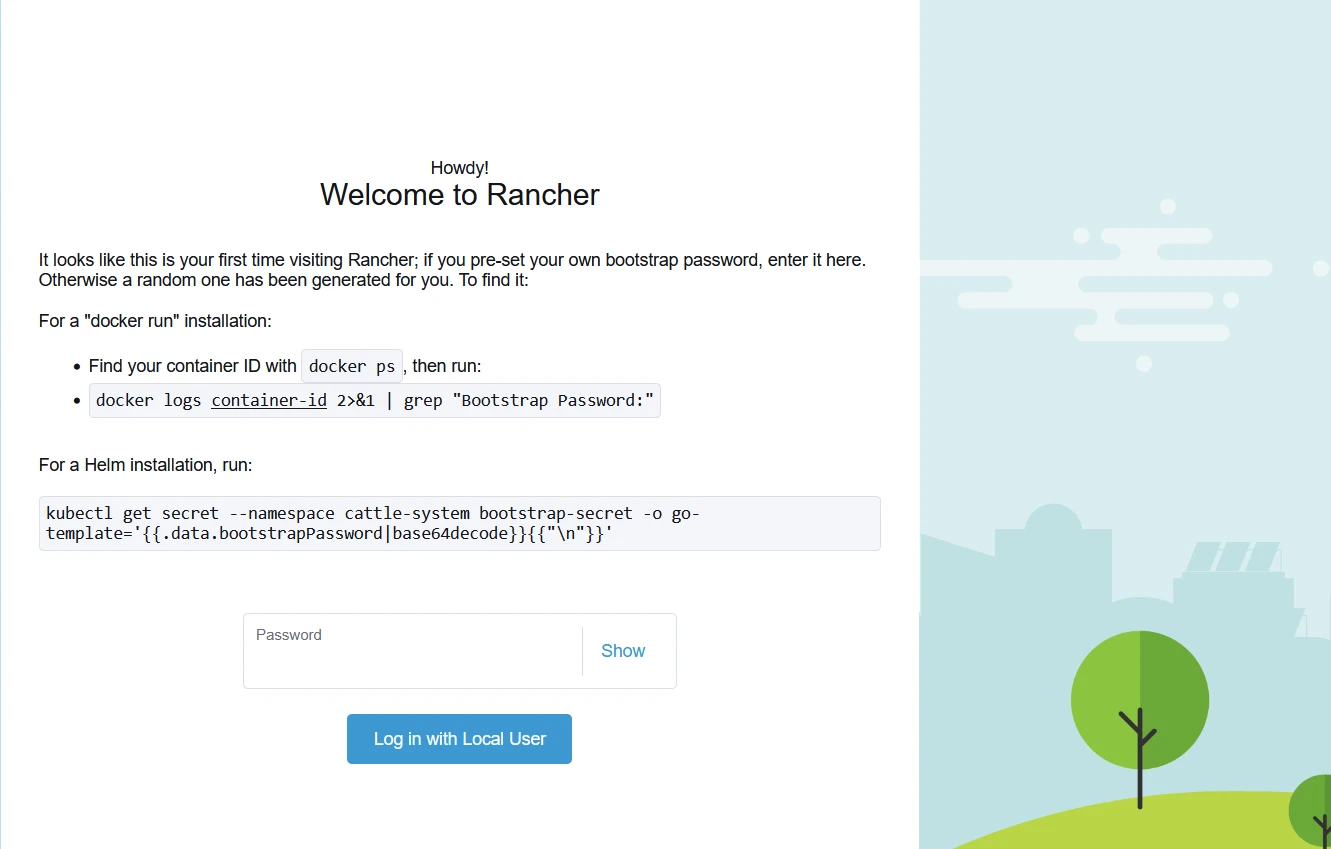 Howdy!
Welcome to Rancher
It looks like this is your first time visiting Rancher; if you pre-set your own bootstrap password, enter it here.
Otherwise a random one has been generated for you. To find it:
For a "docker run" installation:
• Find your container ID with docker ps, then run:
• docker logs container-id 2>&1 | grep "Bootstrap Password:"
For a Helm installation, run:
kubectl get secret --namespace cattle-system bootstrap-secret -o go-
template='{{.data.bootstrapPassword|base64decode}}{{"\n"}}'
Password
Show
Log in with Local User